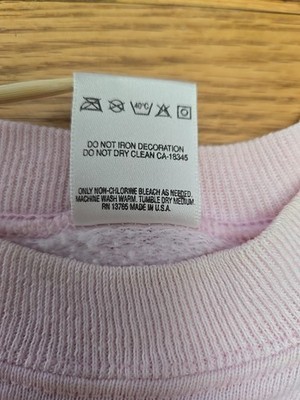 40°C
DO NOT IRON DECORATION
DO NOT DRY CLEAN CA-18345
ONLY NON-CHLORINE BLEACH AS NEEDED.
MACHINE WASH WARM. TUMBLE DRY MEDIUM.
RN 13765 MADE IN U.S.A.